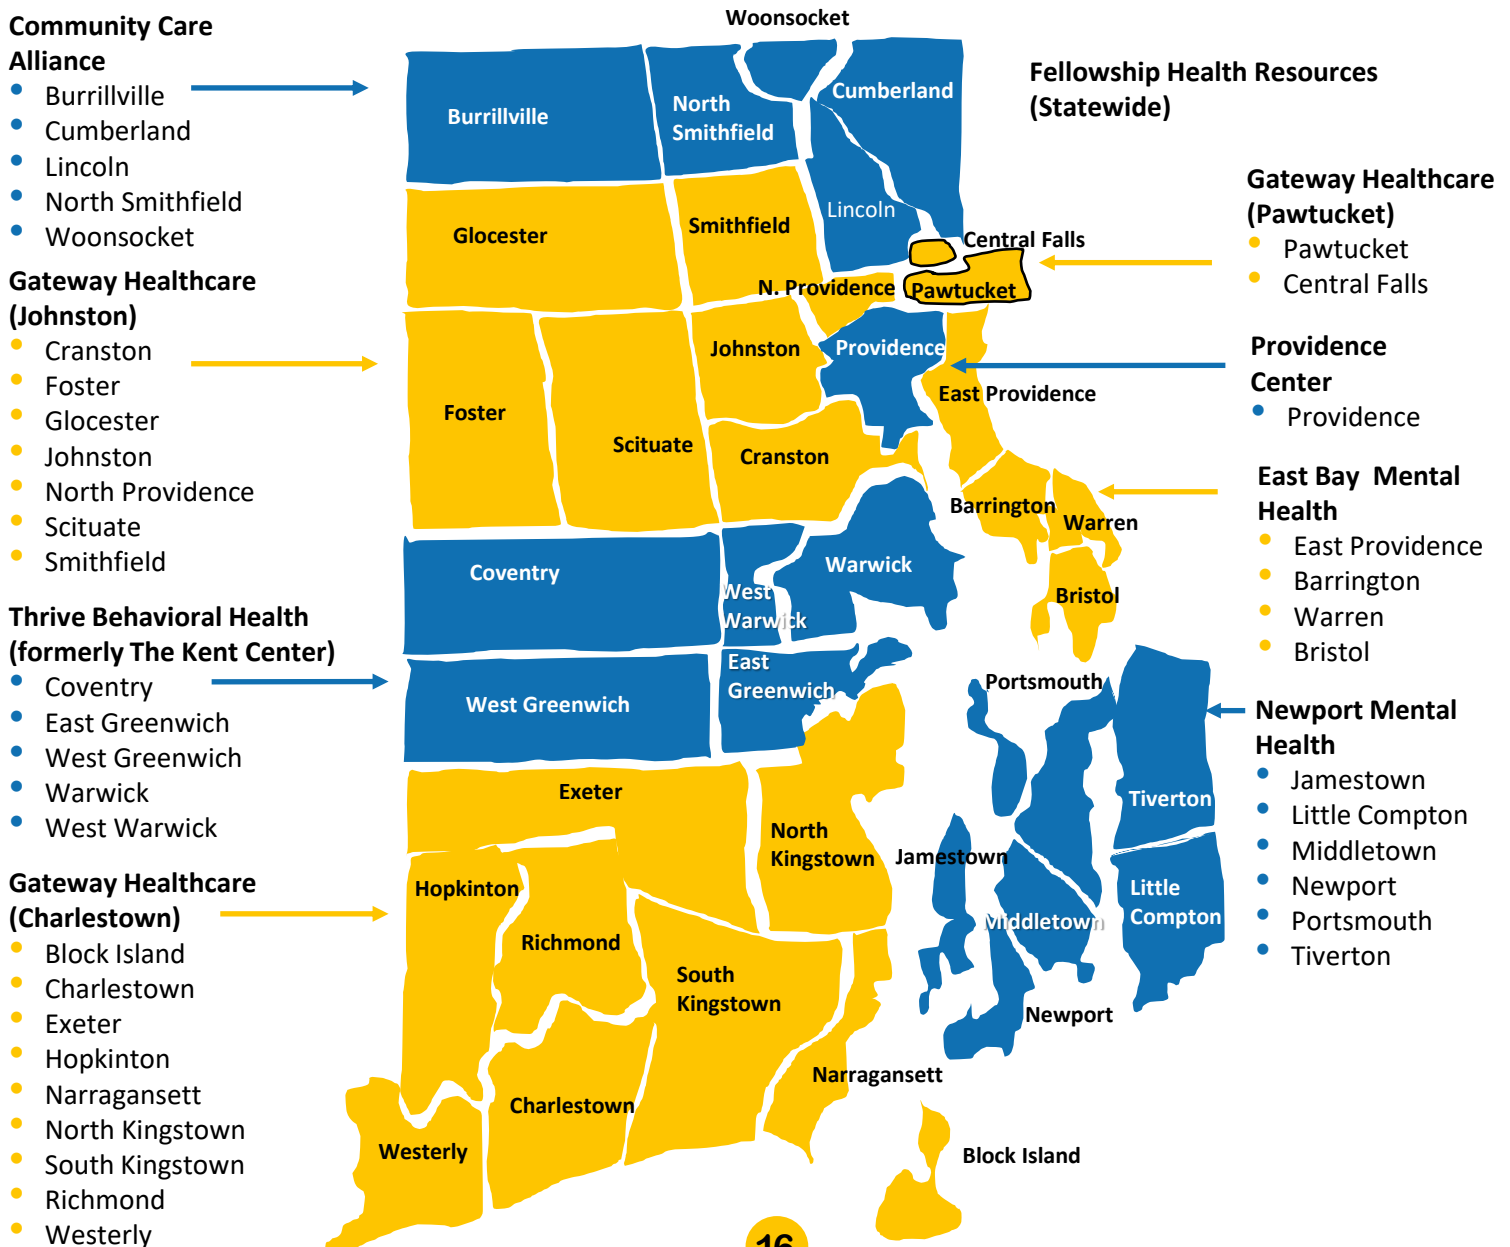 Community Care
Alliance
• Burrillville
• Cumberland
• Lincoln
• North Smithfield
• Woonsocket
Gateway Healthcare
(Johnston)
• Cranston
• Foster
• Glocester
• Johnston
• North Providence
• Scituate
• Smithfield
Thrive Behavioral Health
(formerly The Kent Center)
• Coventry
• East Greenwich
• West Greenwich
• Warwick
• West Warwick
Gateway Healthcare
(Charlestown)
• Block Island
• Charlestown
• Exeter
• Hopkinton
• Narragansett
• North Kingstown
• South Kingstown
• Richmond
• Westerly
Woonsocket
Burrillville
North
Smithfield
Cumberland
Lincoln
Glocester
Smithfield
Central Falls
N. Providence
Pawtucket
Johnston
Providence
East Providence
Foster
Scituate
Cranston
Barrington
Warren
Coventry
West
Warwick
Warwick
Bristol
West Greenwich
East
Greenwich
Portsmouth
Exeter
North
Kingstown
Tiverton
Jamestown
Hopkinton
Little
Compton
Middletown
Richmond
South
Kingstown
Newport
Narragansett
Charlestown
Westerly
Block Island
16
Fellowship Health Resources
(Statewide)
Gateway Healthcare
(Pawtucket)
• Pawtucket
• Central Falls
Providence
Center
• Providence
East Bay Mental
Health
• East Providence
• Barrington
• Warren
• Bristol
Newport Mental
Health
• Jamestown
• Little Compton
• Middletown
• Newport
• Portsmouth
• Tiverton